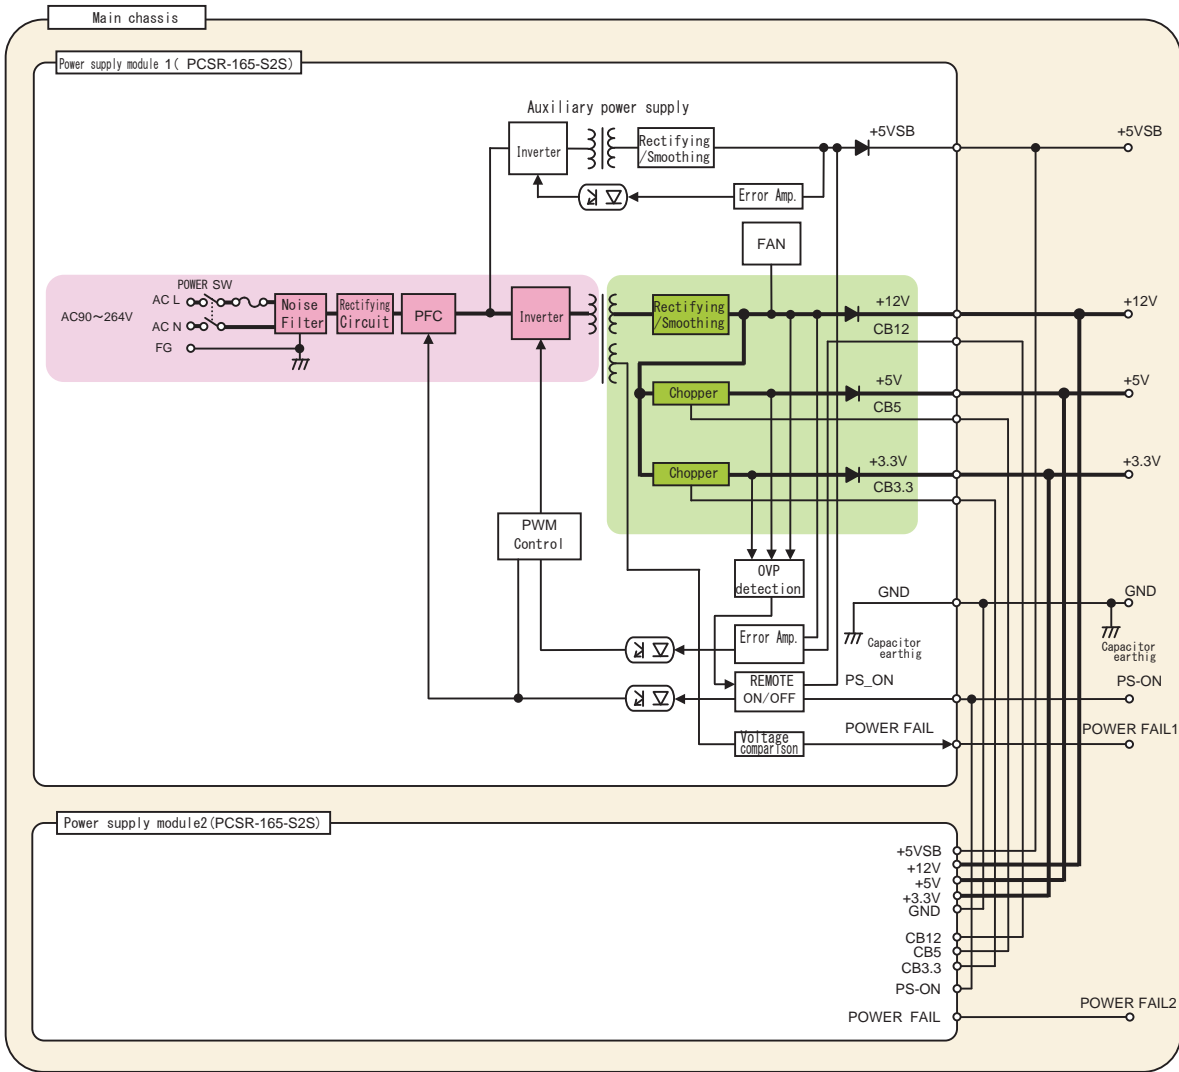 Main chassis
Power supply module 1( PCSR-165-S2S)
Auxiliary power supply
Inverter
Rectifying
/Smoothing
+5VSB
+5VSB
Error Amp.
FAN
POWER SW
AC L
AC90～264V
AC N
FG
Noise
Filter
Rectifying
Circuit
PFC
Inverter
Rectifying
/Smoothing
+12V
CB12
+12V
Chopper
+5V
CB5
+5V
Chopper
+3.3V
CB3.3
+3.3V
PWM
Control
OVP
detection
GND
GND
Error Amp.
Capacitor
earthig
Capacitor
earthig
REMOTE
ON/OFF
PS_ON
PS-ON
Voltage
comparison
POWER FAIL
POWER FAIL1
Power supply module2(PCSR-165-S2S)
+5VSB
+12V
+5V
+3.3V
GND
CB12
CB5
CB3.3
PS-ON
POWER FAIL
POWER FAIL2